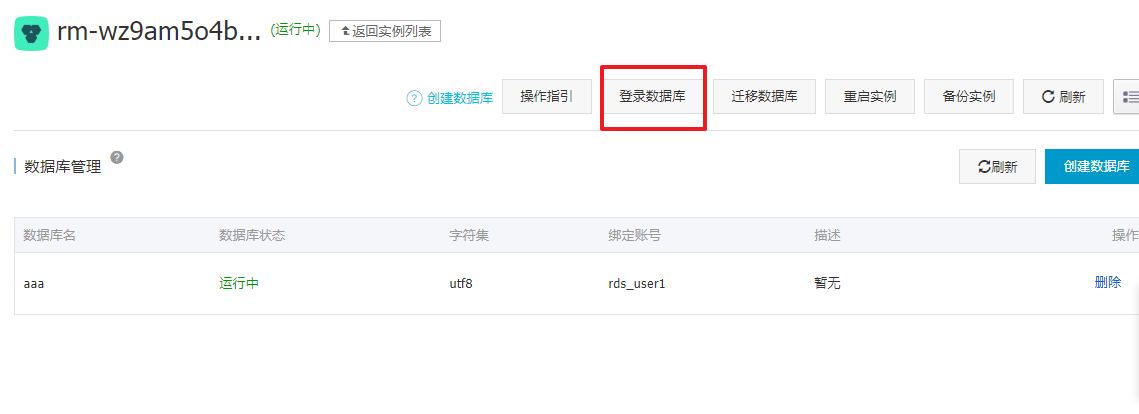 rm-wz9am5o4b... (运行中) 返回实例列表
? 创建数据库 操作指引 登录数据库 迁移数据库 重启实例 备份实例 刷新
数据库管理 ? 刷新 创建数据库
数据库名 数据库状态 字符集 绑定账号 描述 操作
aaa 运行中 utf8 rds_user1 暂无 删除